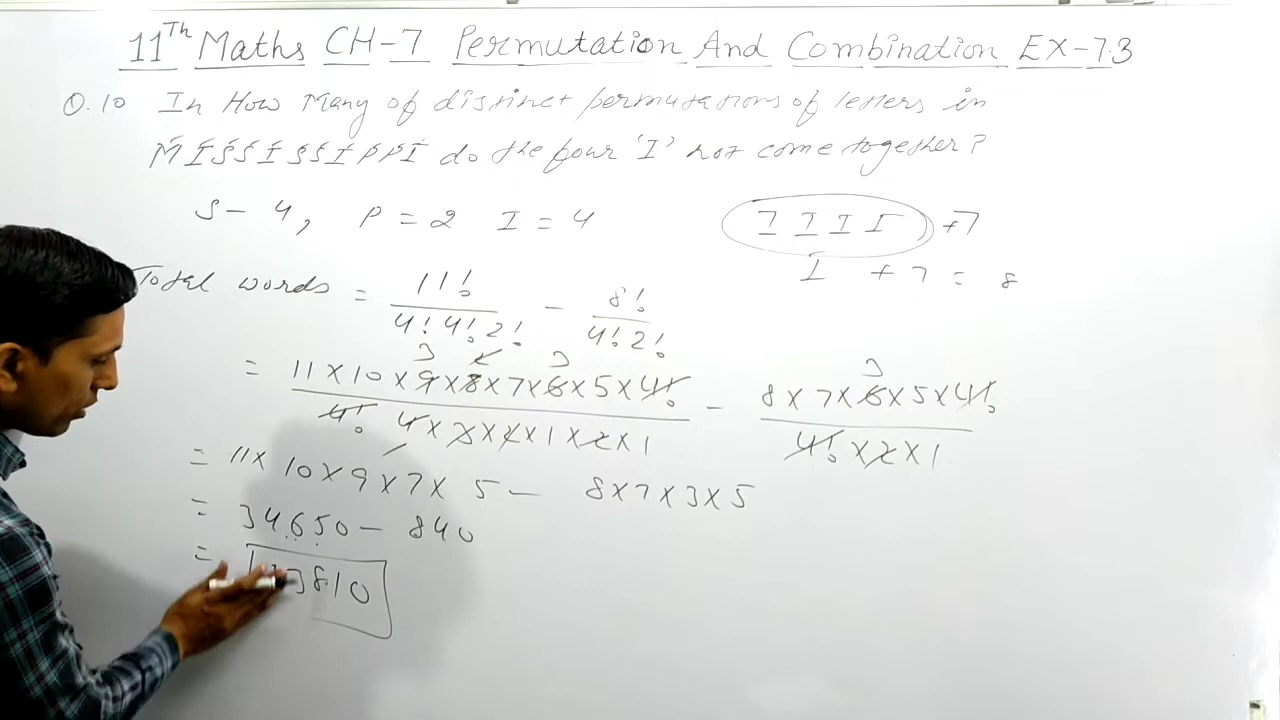 11Th Maths CH-7 Permutation And Combination EX-7.3
Q.10 In How Many of distinct permutations of letters in
MISSISSIPPI do the four 'I' not come together?
S - 4, P = 2 I = 4
I I I I +7
I + 7 = 8
Total words = 11! / 4! 4! 2! - 8! / 4! 2!
= 11 × 10 × 9 × 8 × 7 × 6 × 5 × 4! / 4! 4 × 3 × 2 × 1 × 2 × 1 - 8 × 7 × 6 × 5 × 4! / 4! × 2 × 1
= 11 × 10 × 9 × 7 × 5 - 8 × 7 × 3 × 5
= 34650 - 840
= 3810